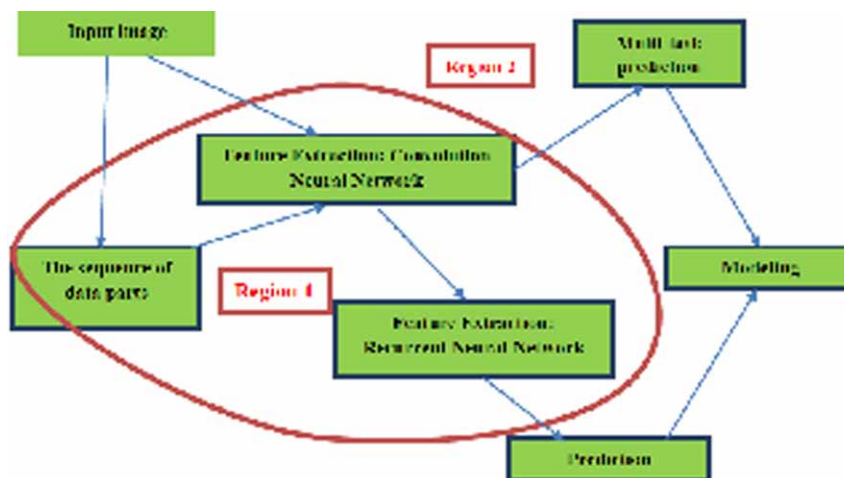 Input image
Multi-task
prediction
Region 2
Feature Extraction: Convolution
Neural Network
The sequence of
data parts
Region 1
Modeling
Feature Extraction:
Recurrent Neural Network
Prediction